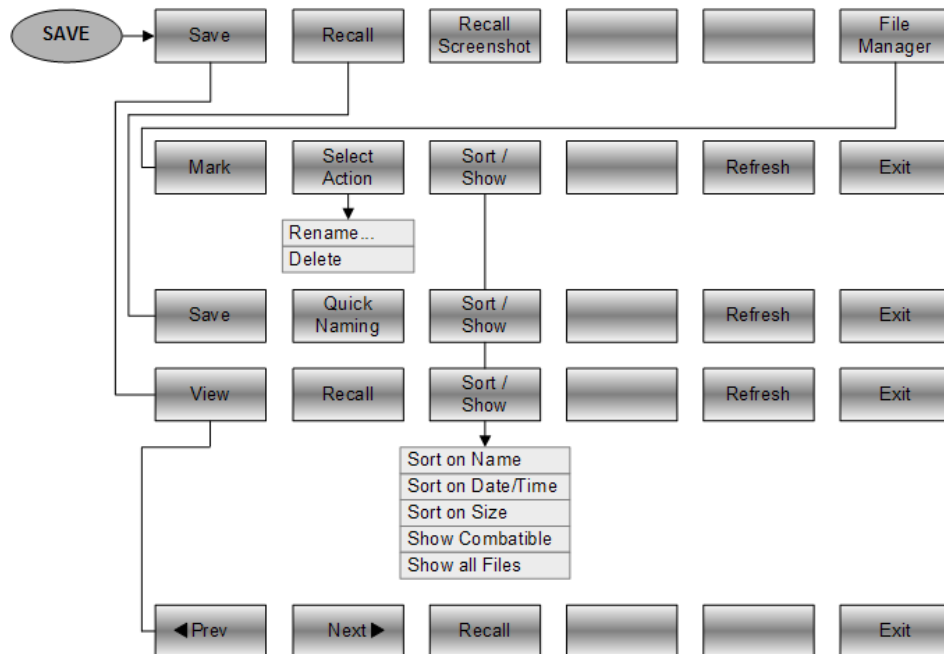 SAVE
Save
Recall
Recall
Screenshot
File
Manager
Mark
Select
Action
Sort /
Show
Refresh
Exit
Rename...
Delete
Save
Quick
Naming
Sort /
Show
Refresh
Exit
View
Recall
Sort /
Show
Refresh
Exit
Sort on Name
Sort on Date/Time
Sort on Size
Show Combatible
Show all Files
◀Prev
Next▶
Recall
Exit